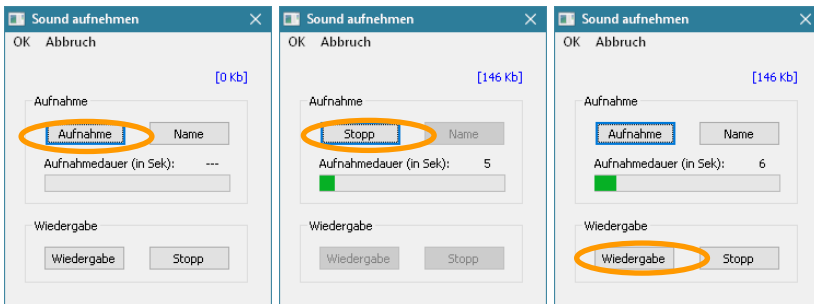 Sound aufnehmen
OK Abbruch
[0 Kb]
Aufnahme
Aufnahme Name
Aufnahmedauer (in Sek): ---
Wiedergabe
Wiedergabe Stopp
Sound aufnehmen
OK Abbruch
[146 Kb]
Aufnahme
Stopp Name
Aufnahmedauer (in Sek): 5
Wiedergabe
Wiedergabe Stopp
Sound aufnehmen
OK Abbruch
[146 Kb]
Aufnahme
Aufnahme Name
Aufnahmedauer (in Sek): 6
Wiedergabe
Wiedergabe Stopp